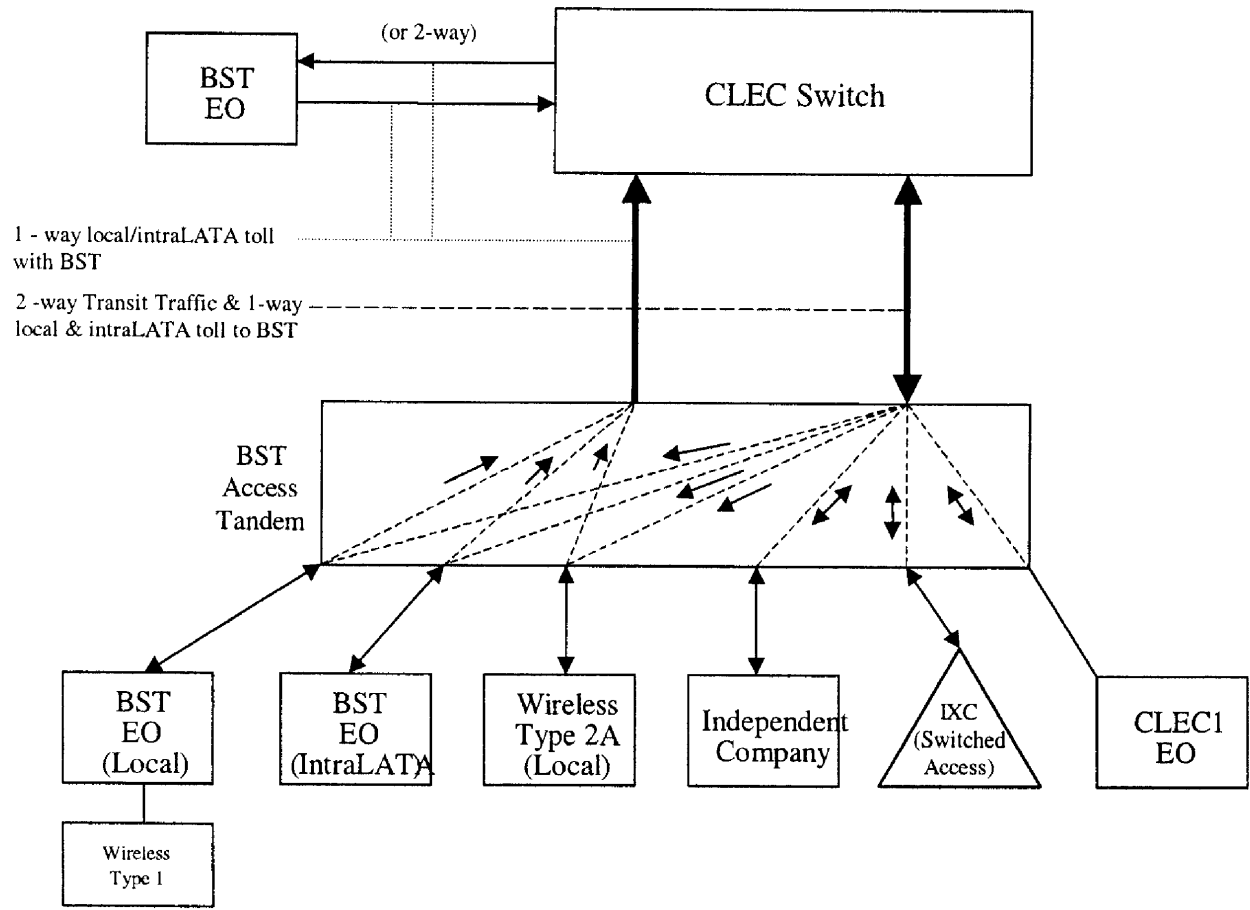 (or 2-way)
BST
EO
CLEC Switch
1 - way local/intraLATA toll
with BST
2 -way Transit Traffic & 1-way
local & intraLATA toll to BST
BST
Access
Tandem
BST
EO
(Local)
BST
EO
(IntraLATA)
Wireless
Type 2A
(Local)
Independent
Company
IXC
(Switched
Access)
CLEC1
EO
Wireless
Type 1